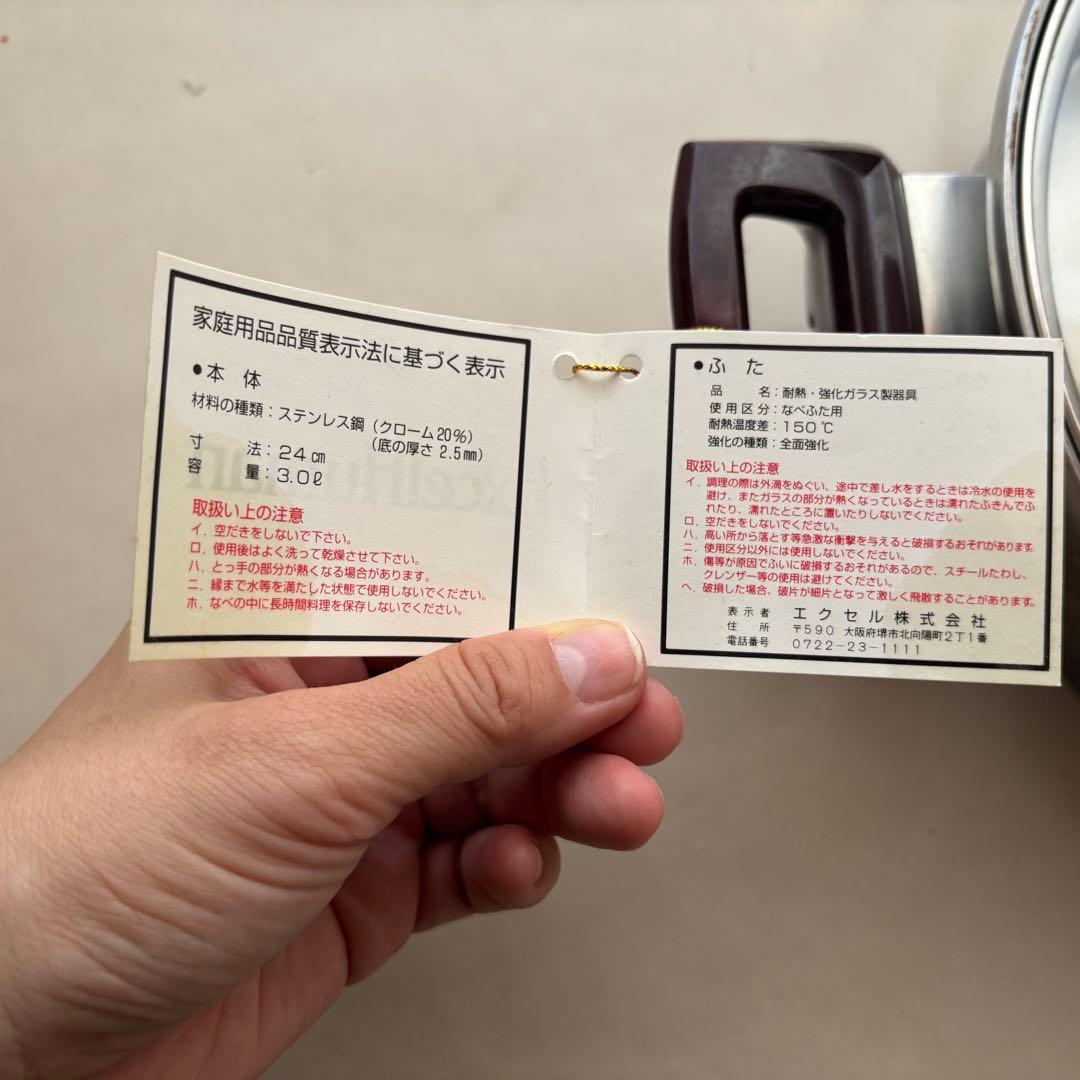 家庭用品品質表示法に基づく表示
●本 体
材料の種類：ステンレス鋼（クローム20％）
（底の厚さ 2.5㎜）
寸 法：24㎝
容 量：3.0ℓ
取扱い上の注意
イ．空だきをしないで下さい。
ロ．使用後はよく洗って乾燥させて下さい。
ハ．とっ手の部分が熱くなる場合があります。
ニ．縁まで水等を満たした状態で使用しないでください。
ホ．なべの中に長時間料理を保存しないでください。
●ふ た
品 名：耐熱・強化ガラス製器具
使用区分：なべふた用
耐熱温度差：150℃
強化の種類：全面強化
取扱い上の注意
イ．調理の際は外滴をぬぐい、途中で差し水をするときは冷水の使用を
避け、またガラスの部分が熱くなっているときは濡れたふきんでふ
れたり、濡れたところに置いたりしないでください。
ロ．空だきをしないでください。
ハ．高い所から落とす等急激な衝撃を与えると破損するおそれがあります。
ニ．使用区分以外には使用しないでください。
ホ．傷等が原因でふいに破損するおそれがあるので、スチールたわし、
クレンザー等の使用は避けてください。
ヘ．破損した場合、破片が細片となって激しく飛散することがあります。
表示者 エクセル株式会社
住 所 〒590 大阪府堺市北向陽町2丁1番
電話番号 0722-23-1111